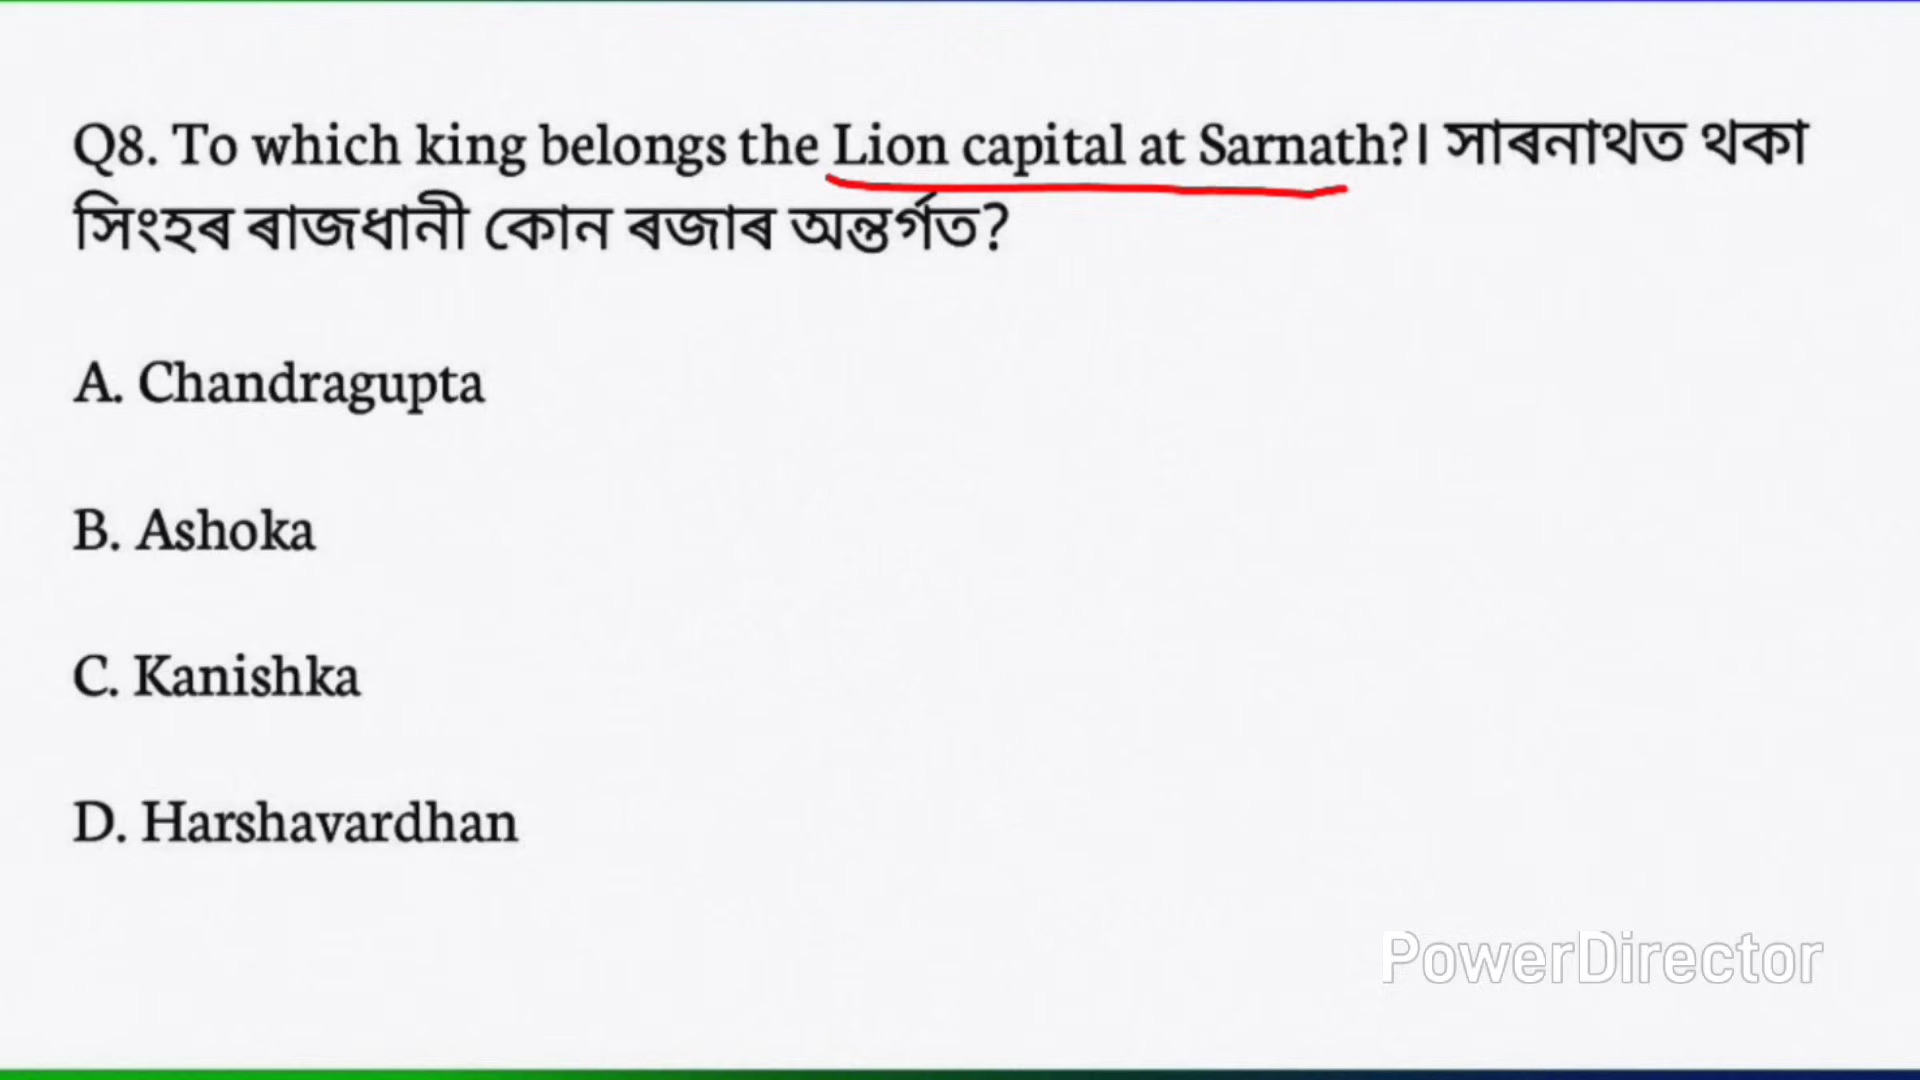 Q8. To which king belongs the Lion capital at Sarnath?। সাৰনাথত থকা
সিংহৰ ৰাজধানী কোন ৰজাৰ অন্তৰ্গত?
A. Chandragupta
B. Ashoka
C. Kanishka
D. Harshavardhan
PowerDirector